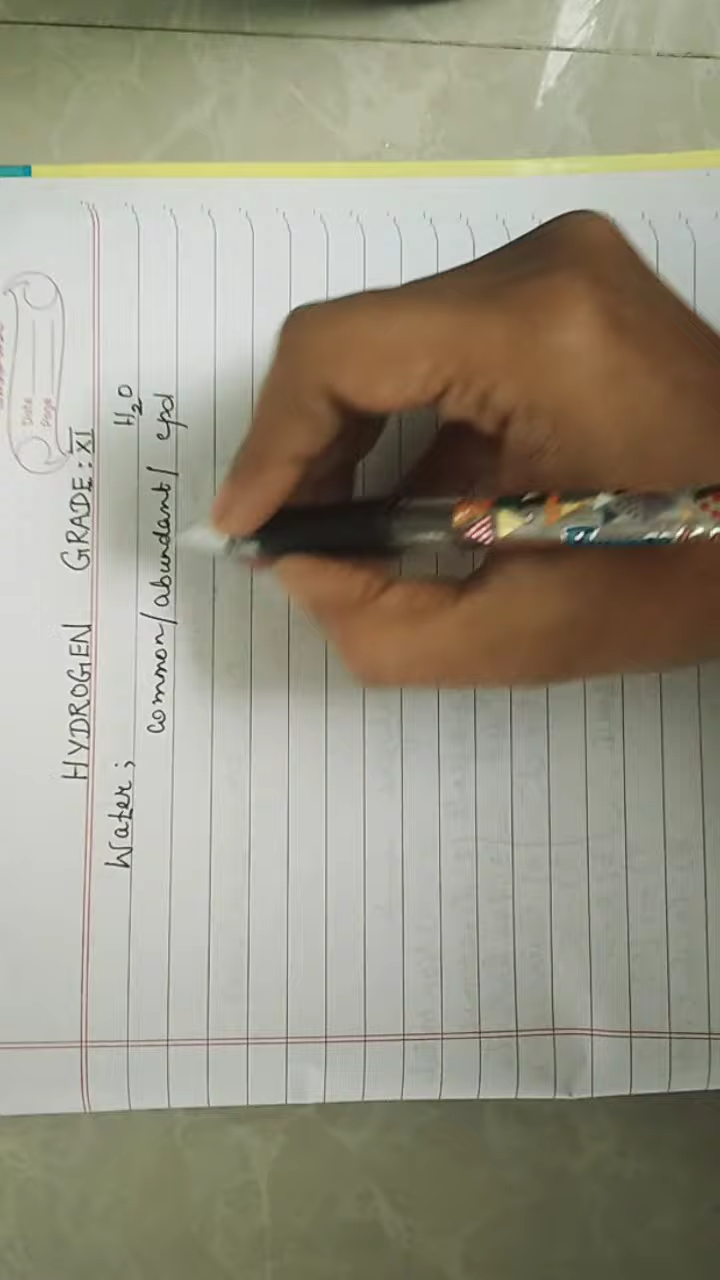 Date
Page
HYDROGEN GRADE: XI
Water; H₂O
common/abundant/cpd